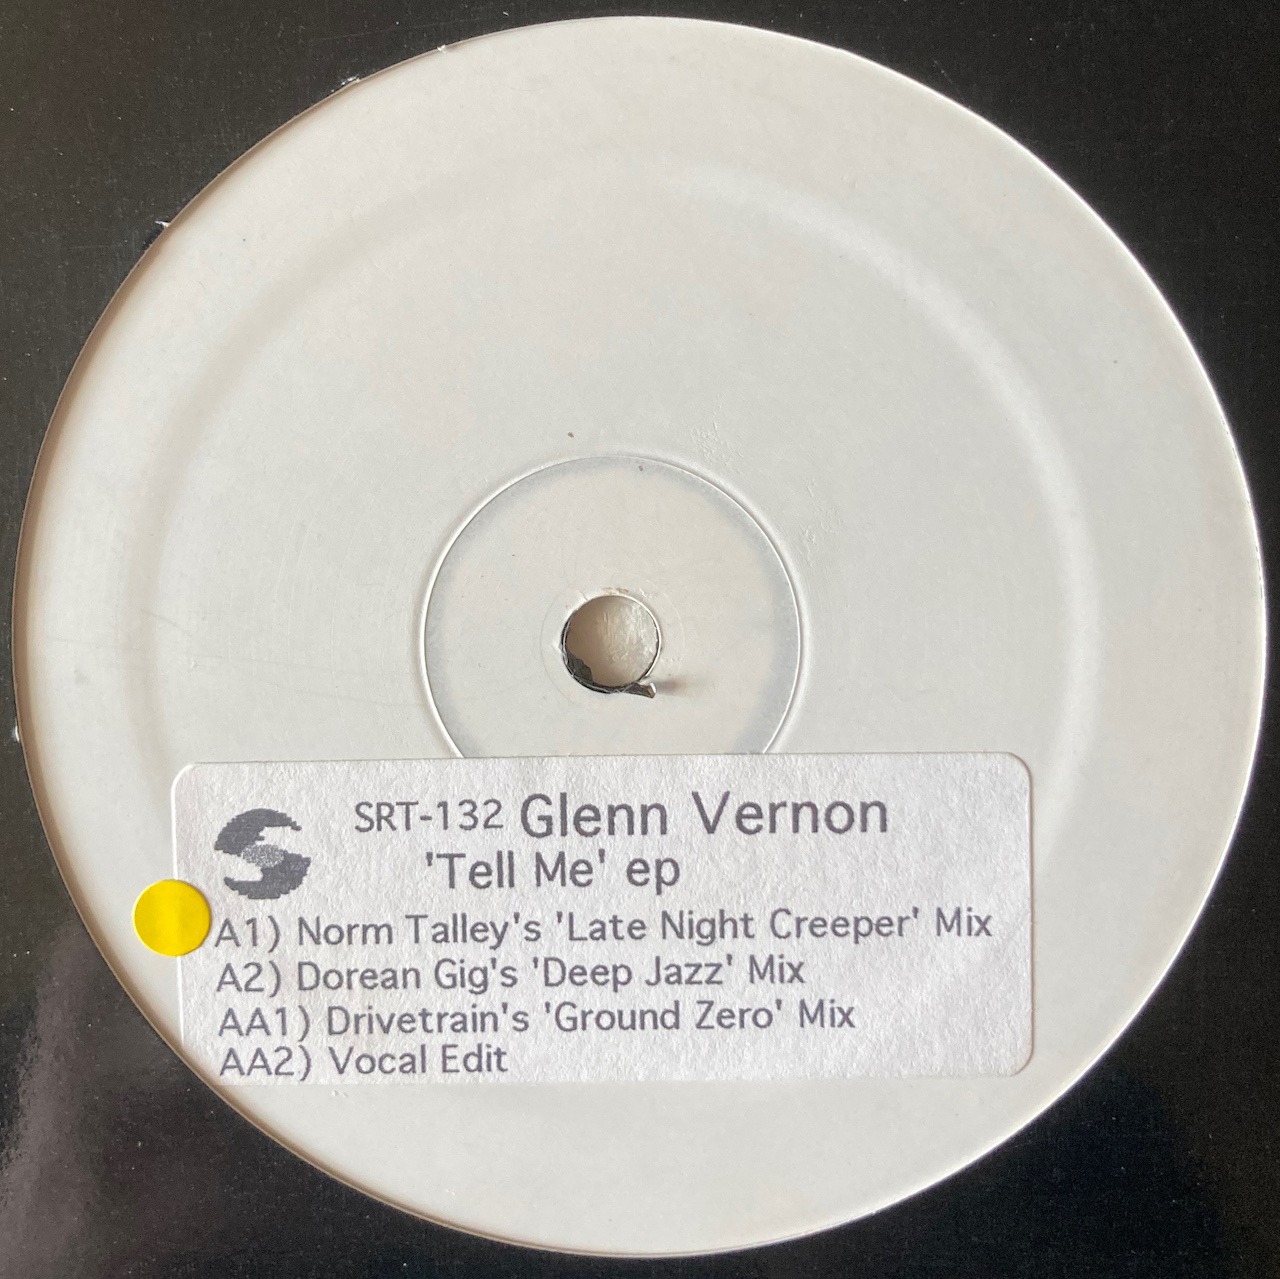 SRT-132 Glenn Vernon
'Tell Me' ep
A1) Norm Talley's 'Late Night Creeper' Mix
A2) Dorean Gig's 'Deep Jazz' Mix
AA1) Drivetrain's 'Ground Zero' Mix
AA2) Vocal Edit